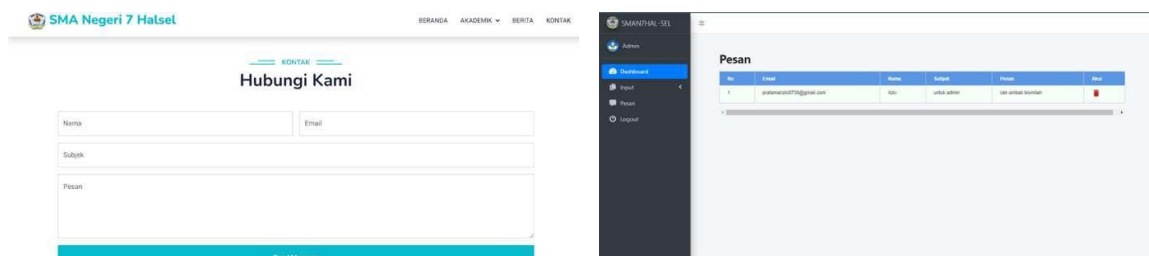 SMA Negeri 7 Halsel
BERANDA AKADEMIK BERITA KONTAK
KONTAK
Hubungi Kami
Nama Email
Subjek
Pesan
SMAN7HAL-SEL
Admin
Dashboard
Input
Pesan
Logout
Pesan
No Email Nama Subjek Pesan Aksi
1 untuk admin